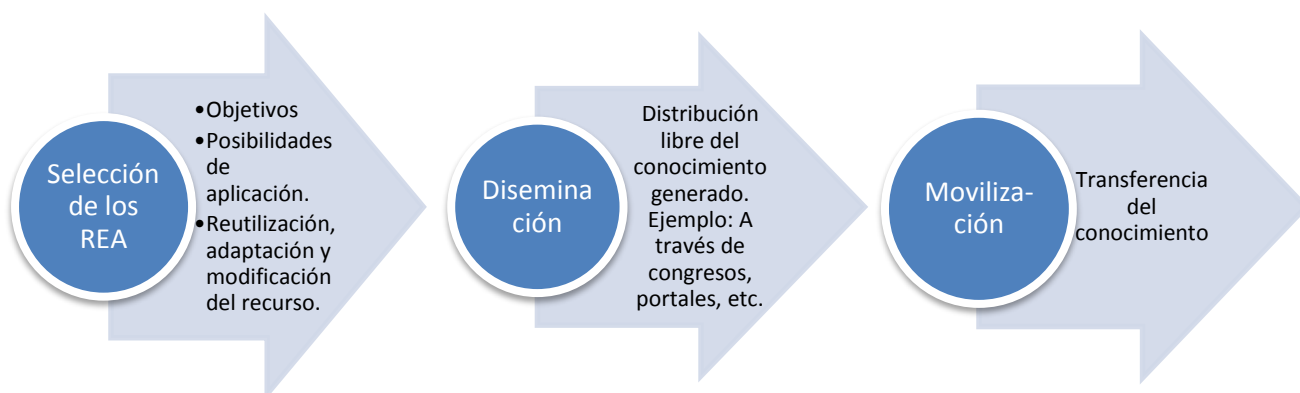 Selección
de los
REA
•Objetivos
•Posibilidades
de
aplicación.
•Reutilización,
adaptación y
modificación
del recurso.
Disemina
ción
Distribución
libre del
conocimiento
generado.
Ejemplo: A
través de
congresos,
portales, etc.
Moviliza-
ción
Transferencia
del
conocimiento